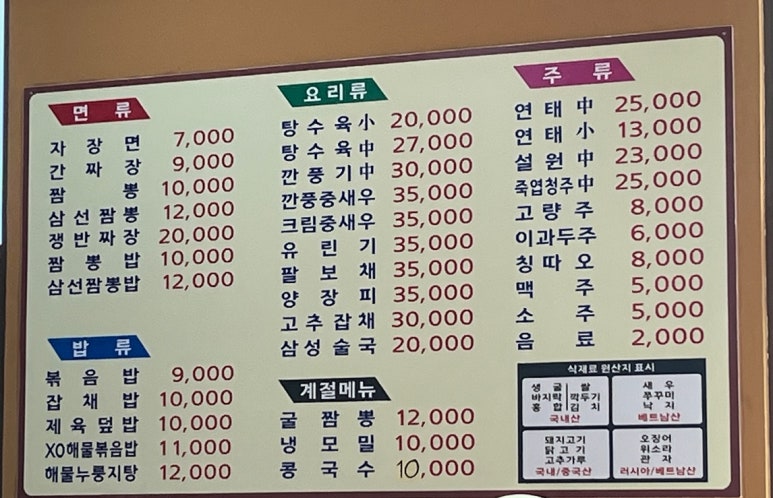 면 류
자 장 면 7,000
간 짜 장 9,000
짬 뽕 10,000
삼 선 짬 뽕 12,000
쟁 반 짜 장 20,000
짬 뽕 밥 10,000
삼선짬뽕밥 12,000
밥 류
볶 음 밥 9,000
잡 채 밥 10,000
제 육 덮 밥 10,000
XO해물볶음밥 11,000
해물누룽지탕 12,000
요리류
탕 수 육 小 20,000
탕 수 육 中 27,000
깐 풍 기 中 30,000
깐풍중새우 35,000
크림중새우 35,000
유 린 기 35,000
팔 보 채 35,000
양 장 피 35,000
고추잡채 30,000
삼성술국 20,000
계절메뉴
굴 짬 뽕 12,000
냉 모 밀 10,000
콩 국 수 10,000
주 류
연 태 中 25,000
연 태 小 13,000
설 원 中 23,000
죽엽청주中 25,000
고 량 주 8,000
이과두주 6,000
칭 따 오 8,000
맥 주 5,000
소 주 5,000
음 료 2,000
식재료 원산지 표시
생 굴 쌀
바지락 깍두기
홍 합 김 치
국내산
새 우
쭈꾸미
낙 지
베트남산
돼지고기
닭 고 기
고추가루
국내/중국산
오징어
위소라
관 자
러시아/베트남산